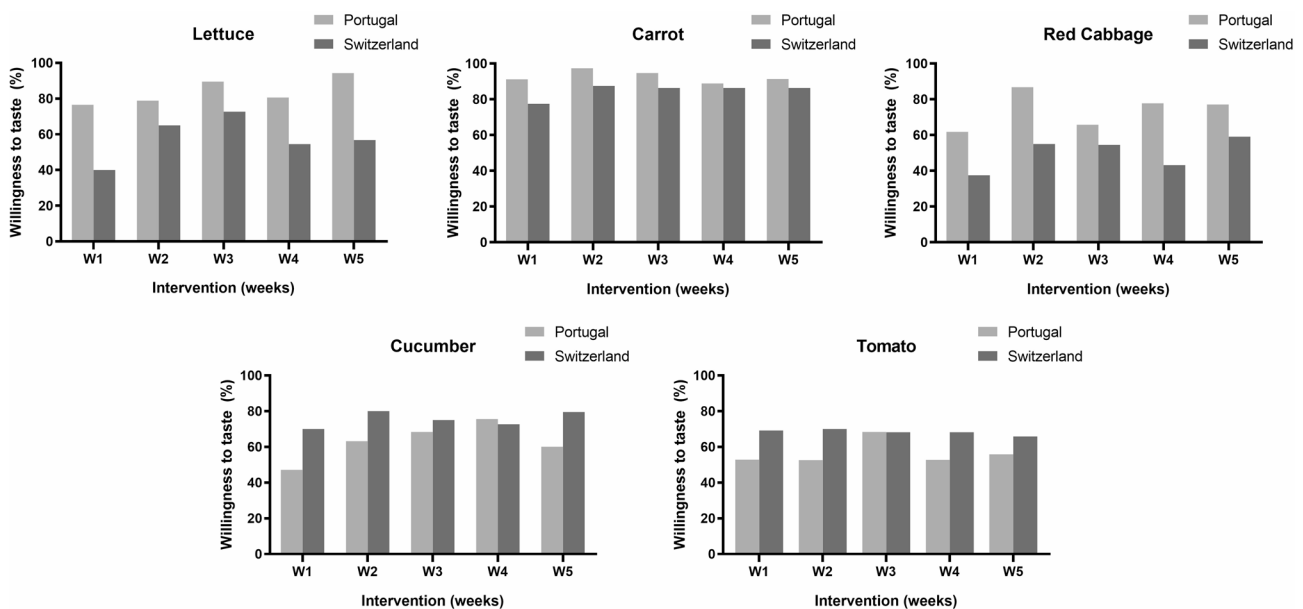 Lettuce
Portugal
Switzerland
Willingness to taste (%)
100
80
60
40
20
0
W1 W2 W3 W4 W5
Intervention (weeks)
Carrot
Portugal
Switzerland
Willingness to taste (%)
100
80
60
40
20
0
W1 W2 W3 W4 W5
Intervention (weeks)
Red Cabbage
Portugal
Switzerland
Willingness to taste (%)
100
80
60
40
20
0
W1 W2 W3 W4 W5
Intervention (weeks)
Cucumber
Portugal
Switzerland
Willingness to taste (%)
100
80
60
40
20
0
W1 W2 W3 W4 W5
Intervention (weeks)
Tomato
Portugal
Switzerland
Willingness to taste (%)
100
80
60
40
20
0
W1 W2 W3 W4 W5
Intervention (weeks)